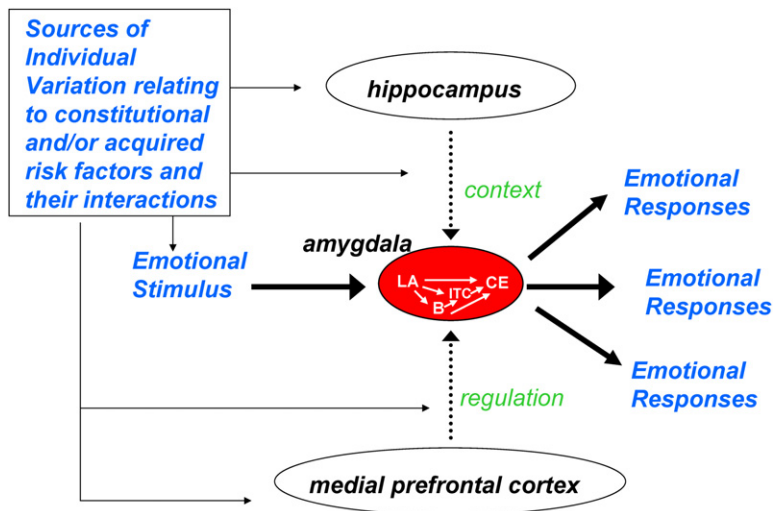 Sources of
Individual
Variation relating
to constitutional
and/or acquired
risk factors and
their interactions
hippocampus
context
Emotional
Responses
amygdala
Emotional
Stimulus
LA
ITC
CE
B
Emotional
Responses
Emotional
Responses
regulation
medial prefrontal cortex